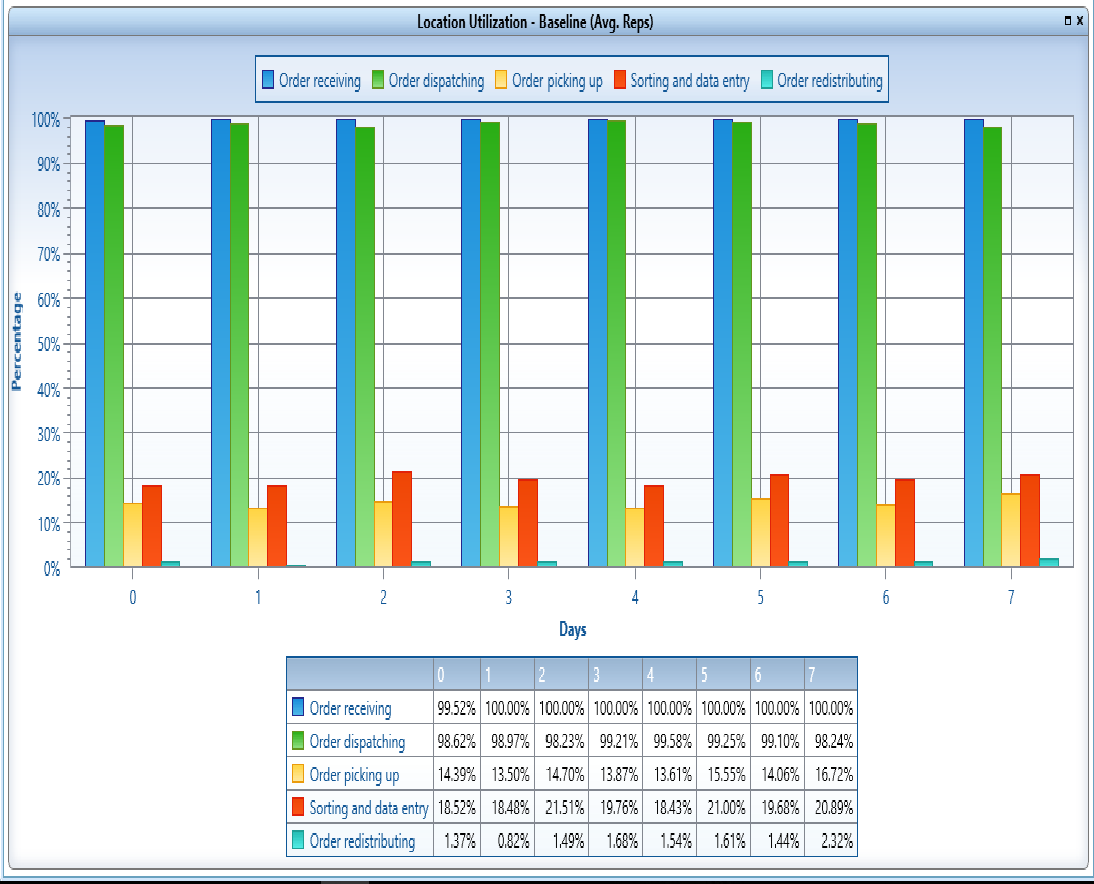 Location Utilization - Baseline (Avg. Reps)
Order receiving Order dispatching Order picking up Sorting and data entry Order redistributing
100%
90%
80%
70%
60%
50%
40%
30%
20%
10%
0%
Percentage
0 1 2 3 4 5 6 7
Days
0 1 2 3 4 5 6 7
Order receiving 99.52% 100.00% 100.00% 100.00% 100.00% 100.00% 100.00% 100.00%
Order dispatching 98.62% 98.97% 98.23% 99.21% 99.58% 99.25% 99.10% 98.24%
Order picking up 14.39% 13.50% 14.70% 13.87% 13.61% 15.55% 14.06% 16.72%
Sorting and data entry 18.52% 18.48% 21.51% 19.76% 18.43% 21.00% 19.68% 20.89%
Order redistributing 1.37% 0.82% 1.49% 1.68% 1.54% 1.61% 1.44% 2.32%